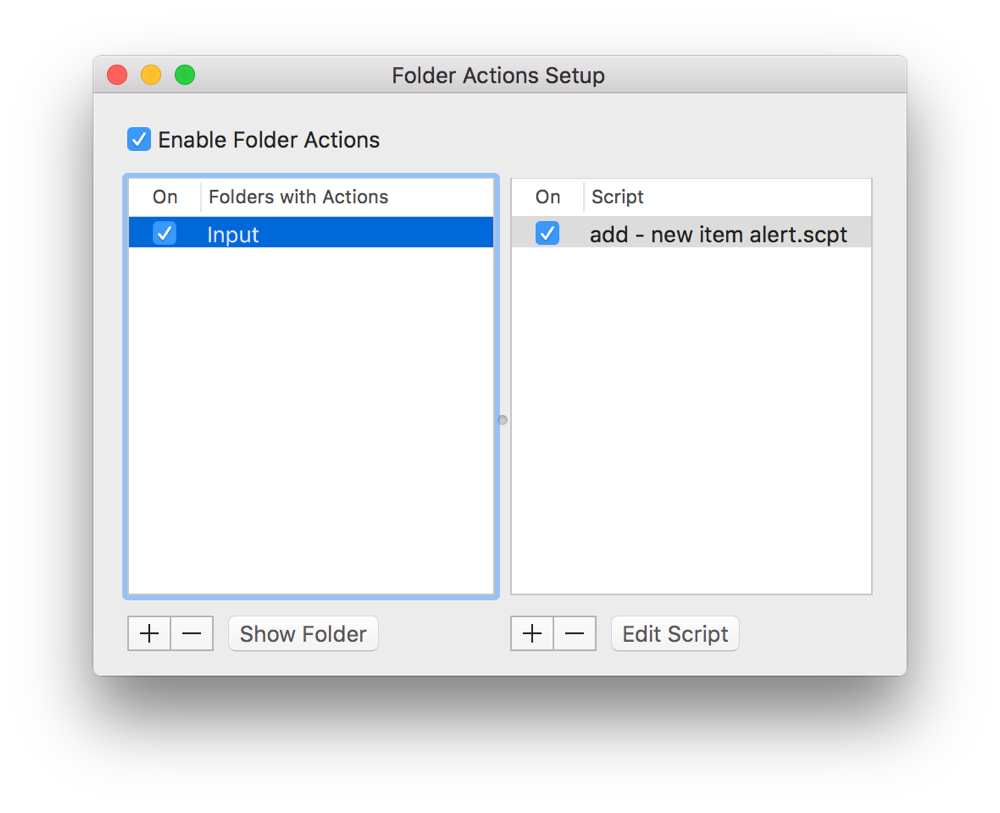 Folder Actions Setup
Enable Folder Actions
On Folders with Actions
Input
On Script
add - new item alert.scpt
Show Folder
Edit Script